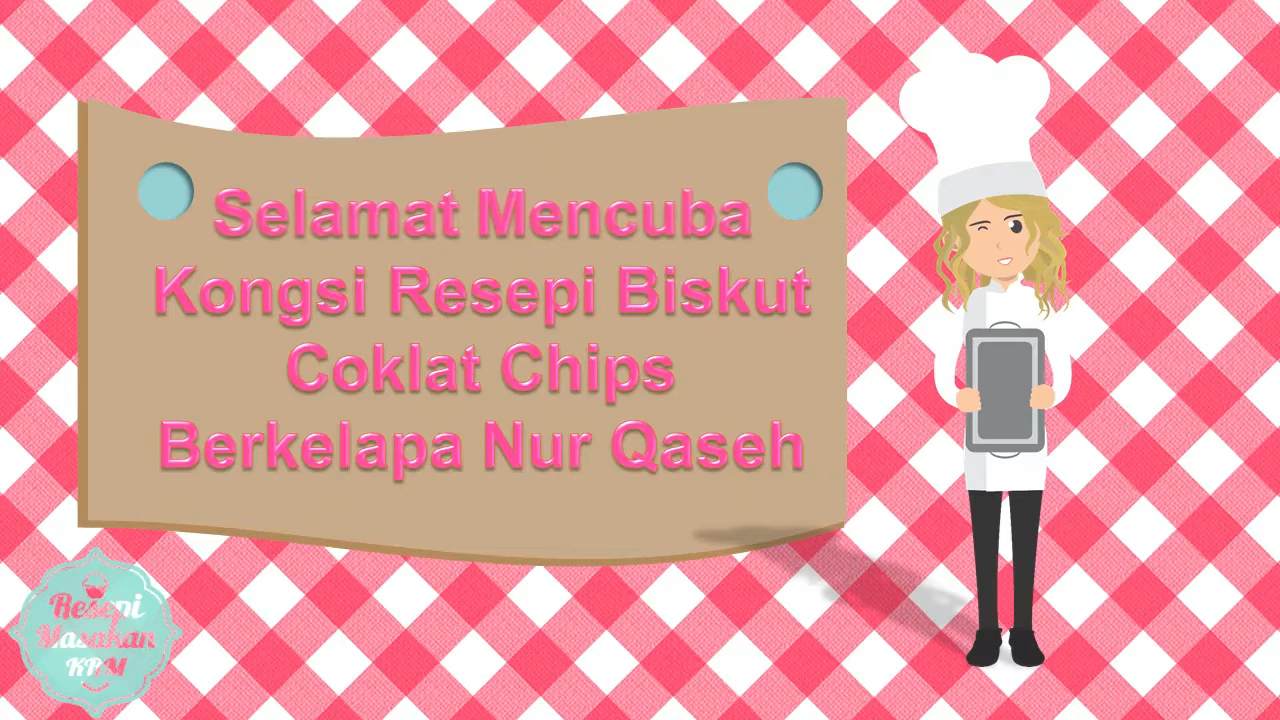 Selamat Mencuba
Kongsi Resepi Biskut
Coklat Chips
Berkelapa Nur Qaseh
Resepi
Masakan
KRM